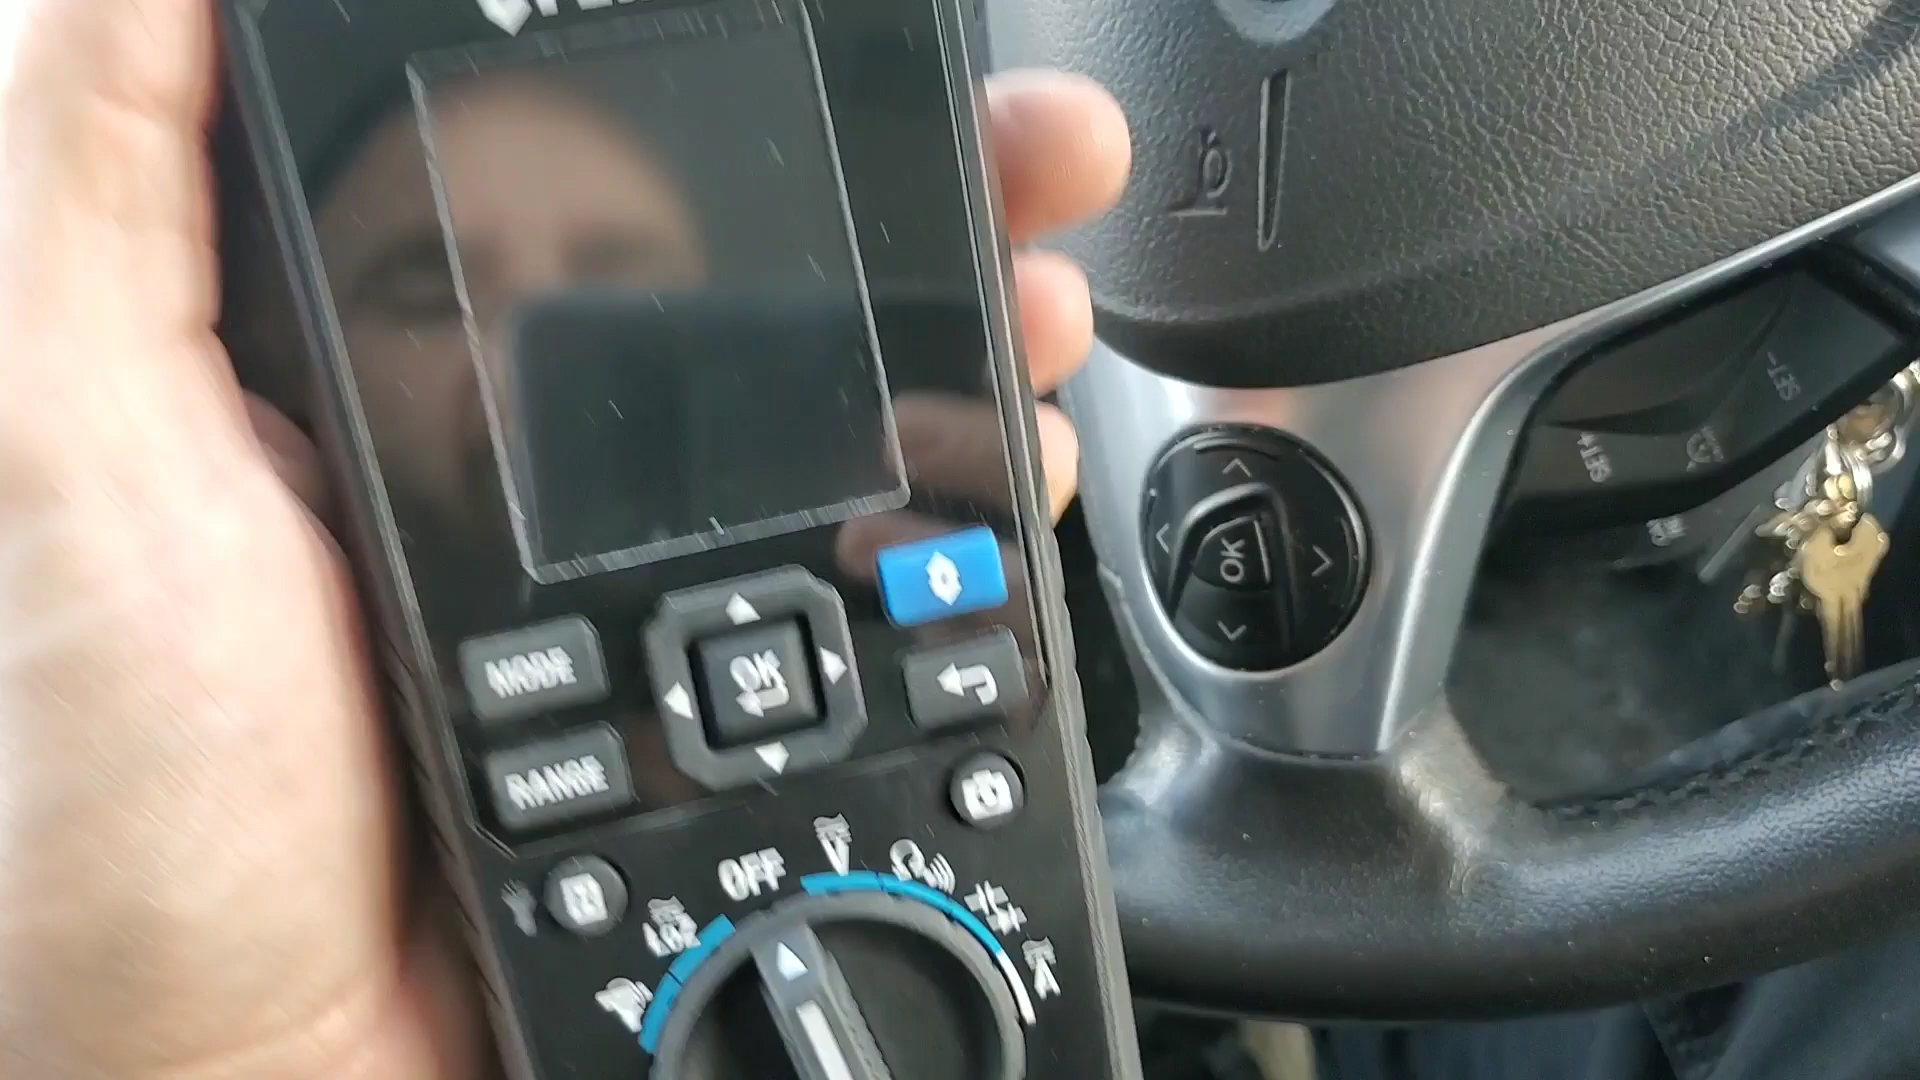 MODE
OK
RANGE
OFF
V
OK
SET+
SET-